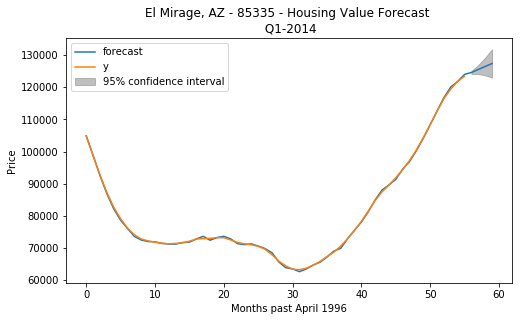 El Mirage, AZ - 85335 - Housing Value Forecast
Q1-2014
forecast
y
95% confidence interval
Price
130000
120000
110000
100000
90000
80000
70000
60000
0
10
20
30
40
50
60
Months past April 1996